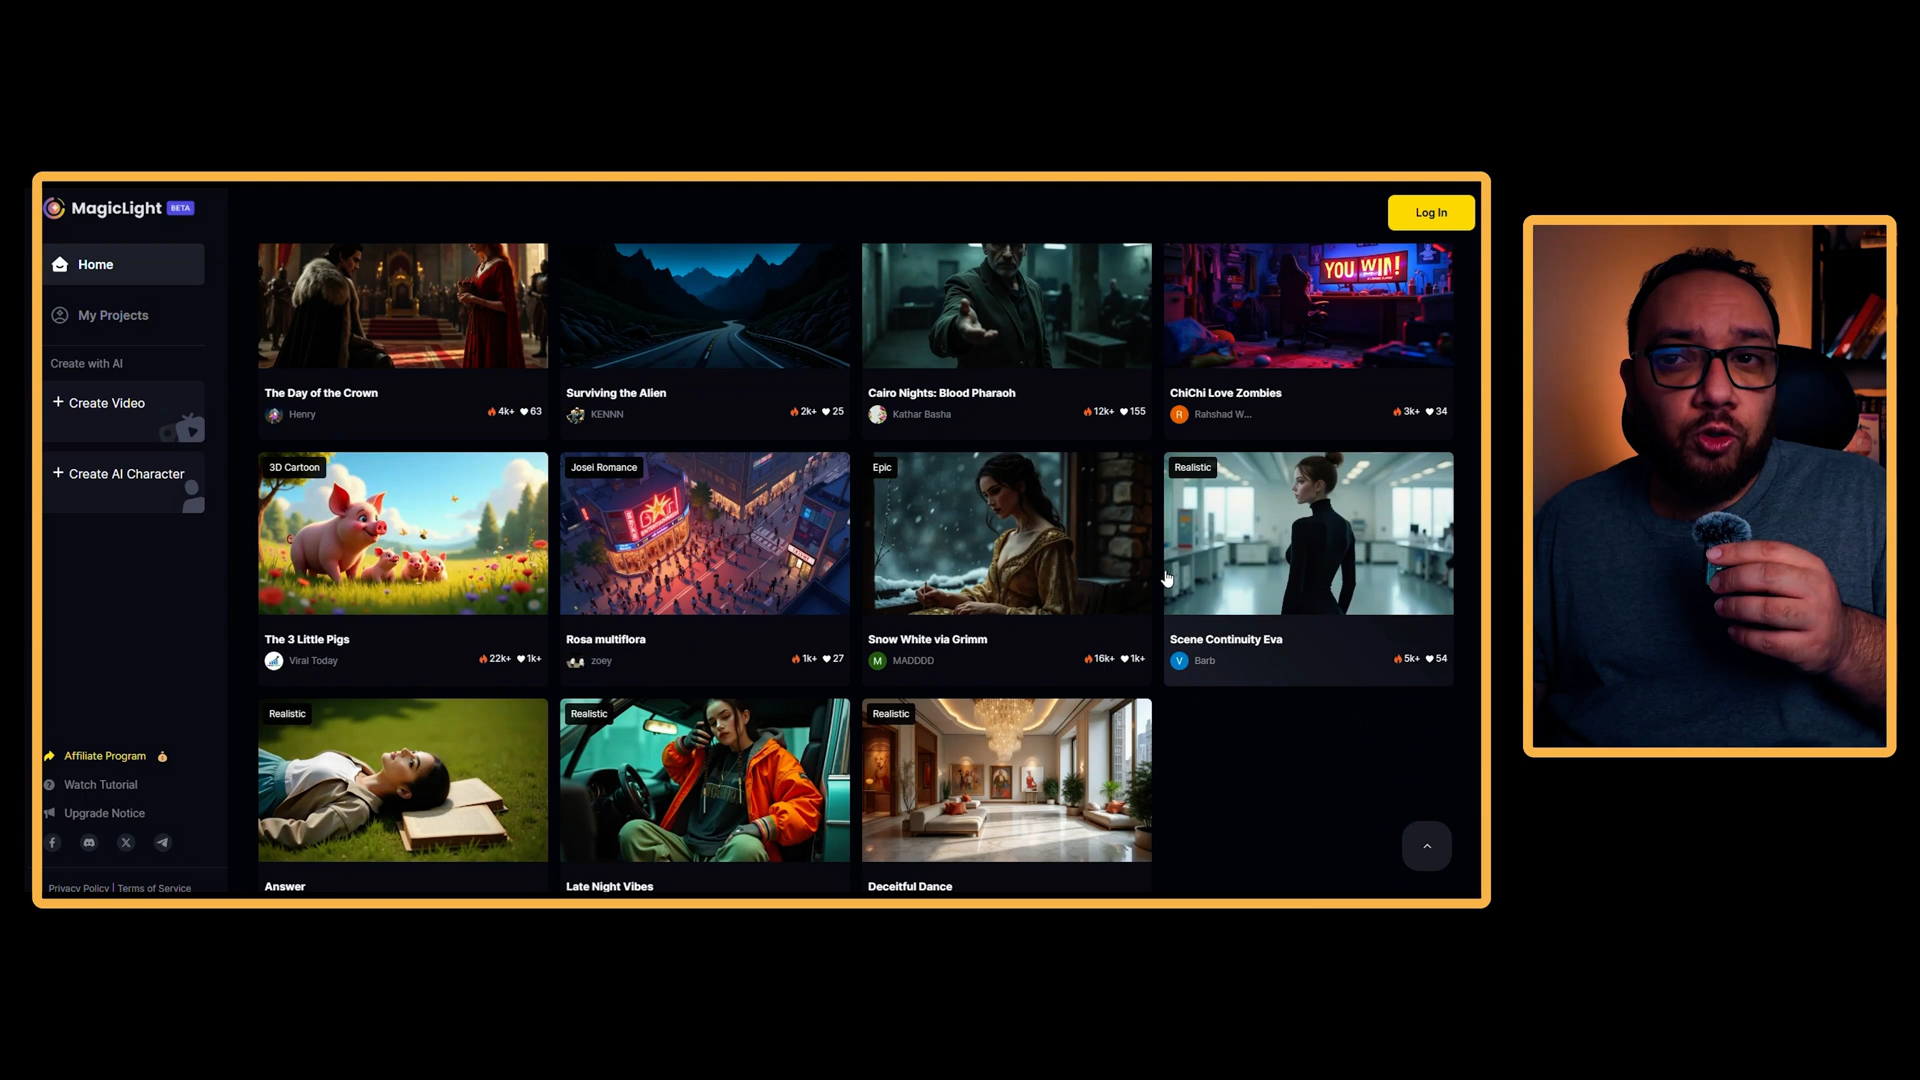 MagicLight BETA
Log In
Home
My Projects
Create with AI
+ Create Video
+ Create AI Character
Affiliate Program
Watch Tutorial
Upgrade Notice
Privacy Policy | Terms of Service
YOU WIN!
The Day of the Crown
Henry 4k+ 63
Surviving the Alien
KENNN 2k+ 25
Cairo Nights: Blood Pharaoh
Kathar Basha 12k+ 155
ChiChi Love Zombies
R Rahshad W... 3k+ 34
3D Cartoon
The 3 Little Pigs
Viral Today 22k+ 1k+
Josei Romance
Rosa multiflora
zoey 1k+ 27
Epic
Snow White via Grimm
M MADDDD 16k+ 1k+
Realistic
Scene Continuity Eva
V Barb 5k+ 54
Realistic
Answer
Realistic
Late Night Vibes
Realistic
Deceitful Dance